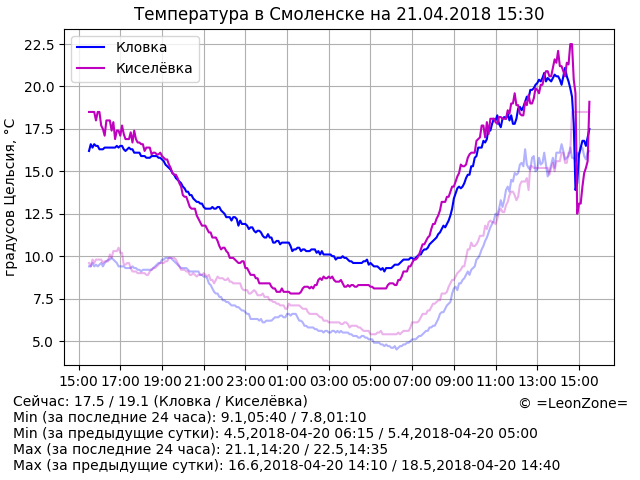 Температура в Смоленске на 21.04.2018 15:30
Кловка
Киселёвка
градусов Цельсия, °C
22.5
20.0
17.5
15.0
12.5
10.0
7.5
5.0
15:00 17:00 19:00 21:00 23:00 01:00 03:00 05:00 07:00 09:00 11:00 13:00 15:00
Сейчас: 17.5 / 19.1 (Кловка / Киселёвка)
© =LeonZone=
Min (за последние 24 часа): 9.1,05:40 / 7.8,01:10
Min (за предыдущие сутки): 4.5,2018-04-20 06:15 / 5.4,2018-04-20 05:00
Max (за последние 24 часа): 21.1,14:20 / 22.5,14:35
Max (за предыдущие сутки): 16.6,2018-04-20 14:10 / 18.5,2018-04-20 14:40